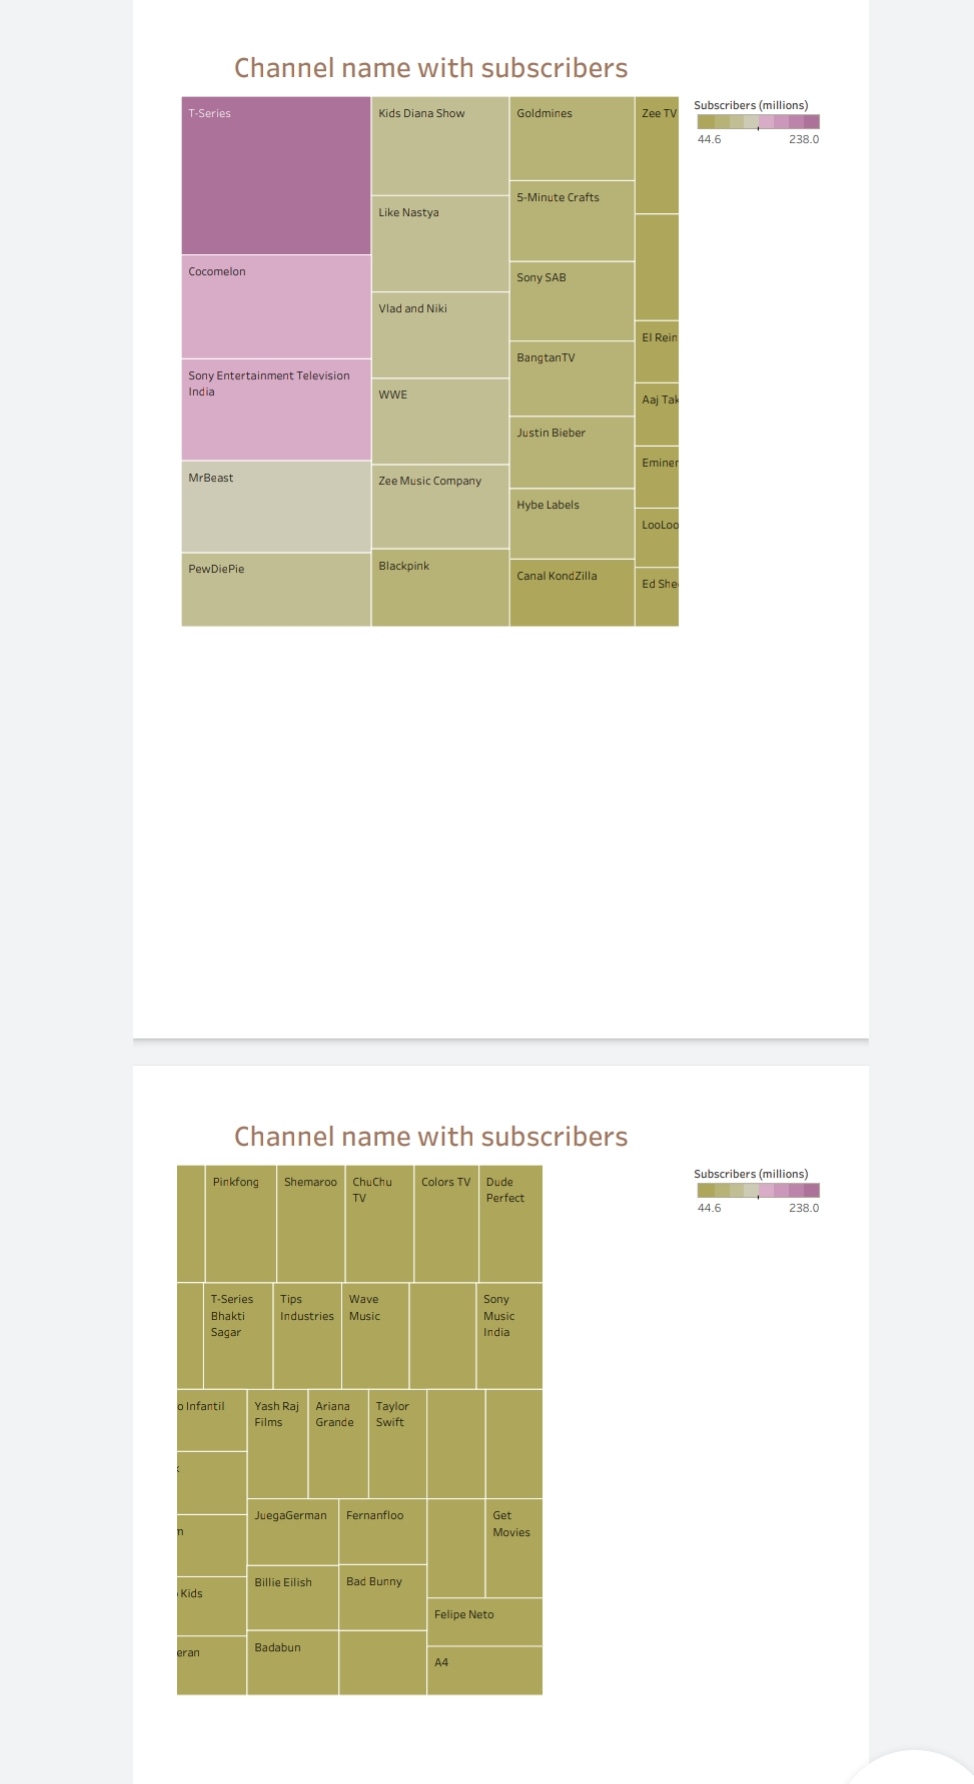 Channel name with subscribers
T-Series
Kids Diana Show
Goldmines
Zee TV
Subscribers (millions)
44.6
238.0
5-Minute Crafts
Like Nastya
Cocomelon
Sony SAB
Vlad and Niki
El Rein
BangtanTV
Sony Entertainment Television
India
WWE
Aaj Tak
Justin Bieber
Eminem
MrBeast
Zee Music Company
Hybe Labels
LooLoo
PewDiePie
Blackpink
Canal KondZilla
Ed Shee
Channel name with subscribers
Pinkfong
Shemaroo
ChuChu
TV
Colors TV
Dude
Perfect
Subscribers (millions)
44.6
238.0
T-Series
Bhakti
Sagar
Tips
Industries
Wave
Music
Sony
Music
India
o Infantil
Yash Raj
Films
Ariana
Grande
Taylor
Swift
JuegaGerman
Fernanfloo
Get
Movies
Kids
Billie Eilish
Bad Bunny
Felipe Neto
eran
Badabun
A4